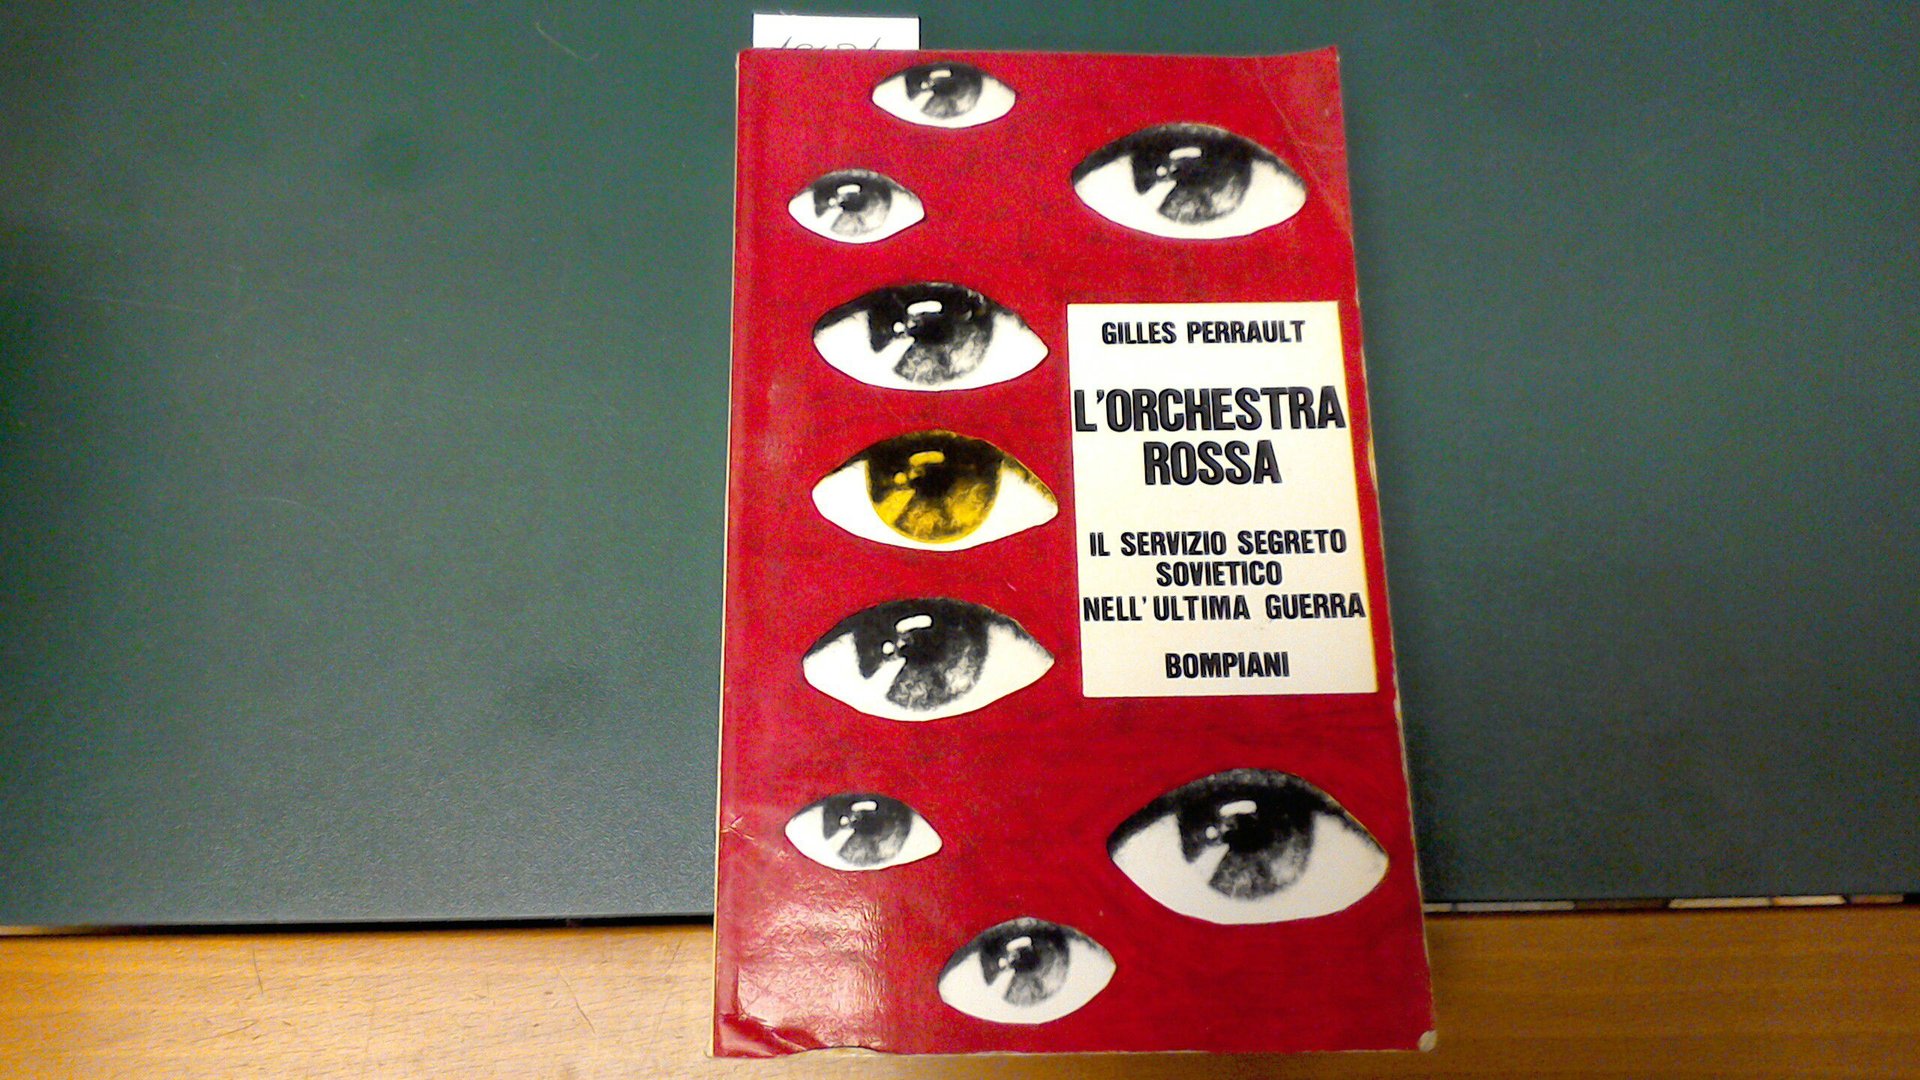 GILLES PERRAULT
L'ORCHESTRA
ROSSA
IL SERVIZIO SEGRETO
SOVIETICO
NELL'ULTIMA GUERRA
BOMPIANI